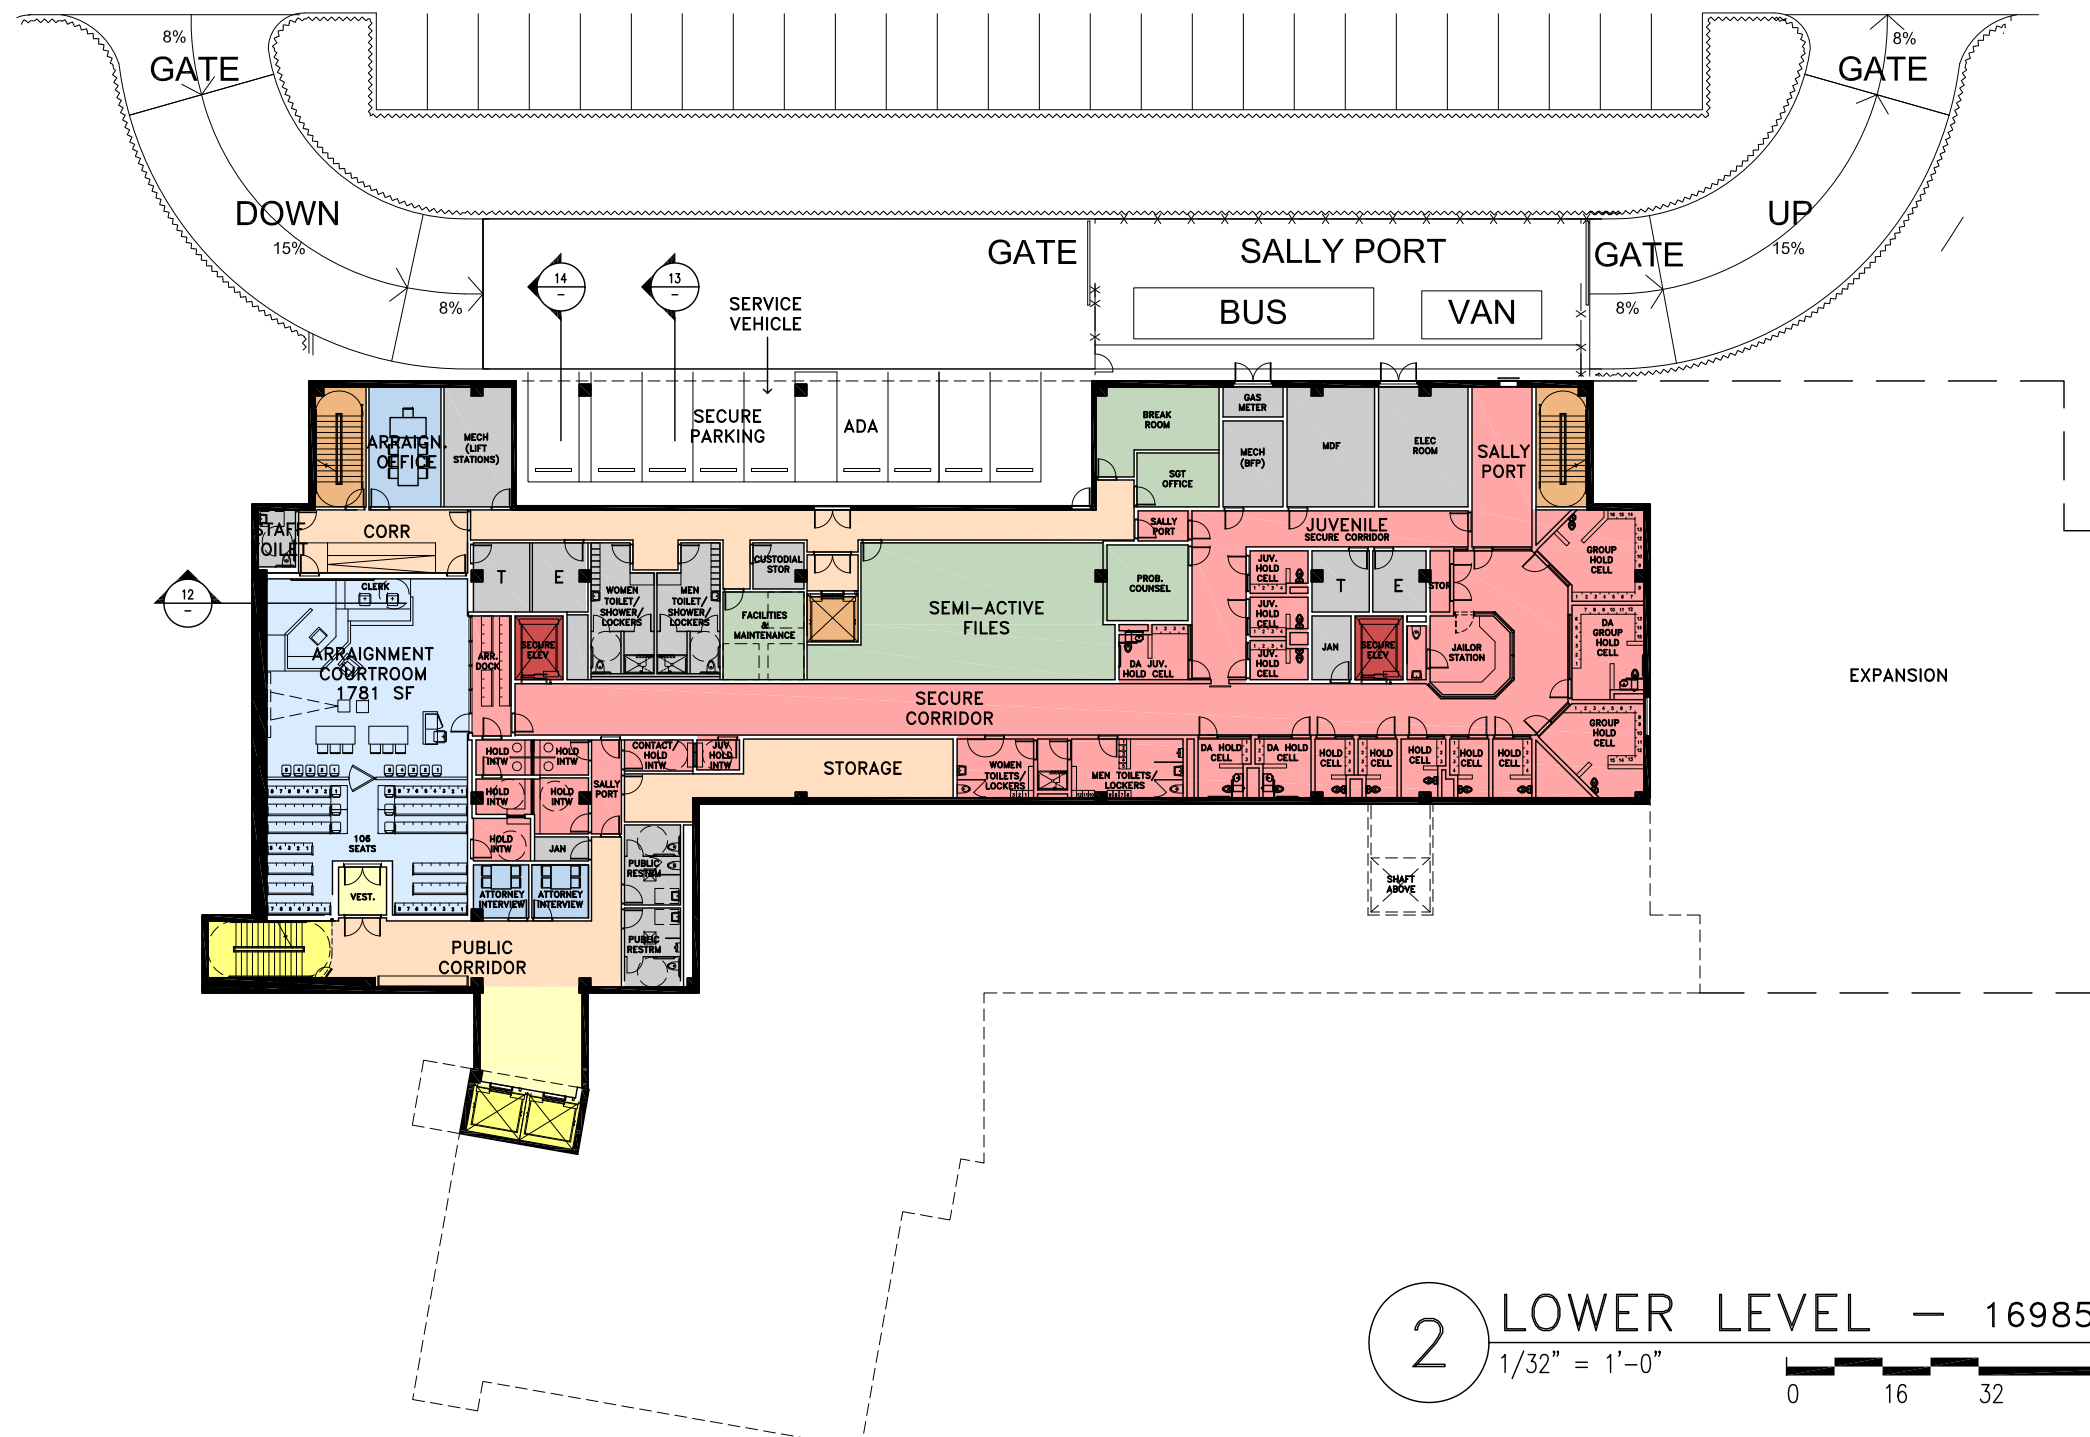 8%
GATE
DOWN
15%
8%
8%
GATE
UP
15%
GATE
8%
GATE
SALLY PORT
BUS
VAN
14
-
13
-
SERVICE
VEHICLE
SECURE
PARKING
ADA
ARRAIGN.
OFFICE
MECH
(LIFT
STATIONS)
BREAK
ROOM
SGT
OFFICE
GAS
METER
MECH
(BFP)
MDF
ELEC
ROOM
SALLY
PORT
STAFF
TOILET
CORR
SALLY
PORT
JUVENILE
SECURE CORRIDOR
GROUP
HOLD
CELL
12
-
CLERK
T
E
WOMEN
TOILET/
SHOWER/
LOCKERS
MEN
TOILET/
SHOWER/
LOCKERS
CUSTODIAL
STOR
FACILITIES
&
MAINTENANCE
SEMI-ACTIVE
FILES
PROB.
COUNSEL
JUV.
HOLD
CELL
JUV.
HOLD
CELL
JUV.
HOLD
CELL
T
E
STOR
JAN
SECURE
ELEV
JAILOR
STATION
DA
GROUP
HOLD
CELL
ARRAIGNMENT
COURTROOM
1781 SF
ARR.
DOCK
SECURE
ELEV
DA JUV.
HOLD CELL
SECURE
CORRIDOR
EXPANSION
GROUP
HOLD
CELL
HOLD
INTW
HOLD
INTW
CONTACT/
HOLD
INTW
JUV
HOLD
INTW
STORAGE
WOMEN
TOILETS/
LOCKERS
MEN TOILETS/
LOCKERS
DA HOLD
CELL
DA HOLD
CELL
HOLD
CELL
HOLD
CELL
HOLD
CELL
HOLD
CELL
HOLD
CELL
HOLD
INTW
HOLD
INTW
SALLY
PORT
HOLD
INTW
JAN
106
SEATS
VEST.
ATTORNEY
INTERVIEW
ATTORNEY
INTERVIEW
PUBLIC
RESTRM
PUBLIC
RESTRM
SHAFT
ABOVE
PUBLIC
CORRIDOR
2
LOWER LEVEL - 16985
1/32" = 1'-0"
0 16 32